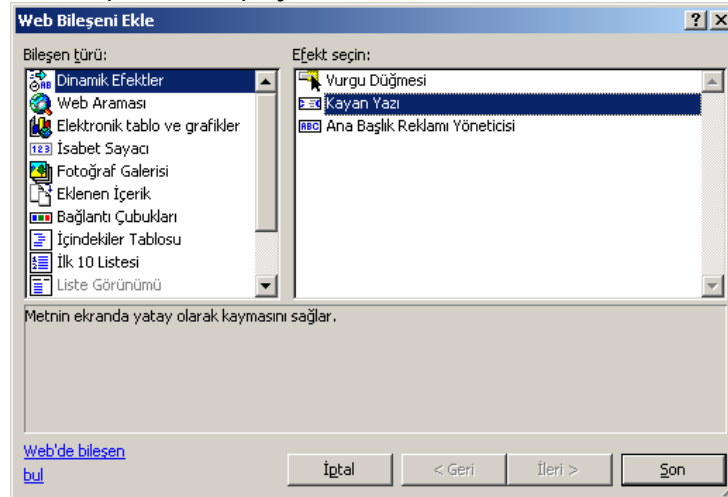 Web Bileşeni Ekle
Bileşen türü:
Efekt seçin:
Dinamik Efektler
Web Araması
Elektronik tablo ve grafikler
İsabet Sayacı
Fotoğraf Galerisi
Eklenen İçerik
Bağlantı Çubukları
İçindekiler Tablosu
İlk 10 Listesi
Liste Görünümü
Vurgu Düğmesi
Kayan Yazı
Ana Başlık Reklamı Yöneticisi
Metnin ekranda yatay olarak kaymasını sağlar.
Web'de bileşen
bul
İptal
< Geri
İleri >
Son